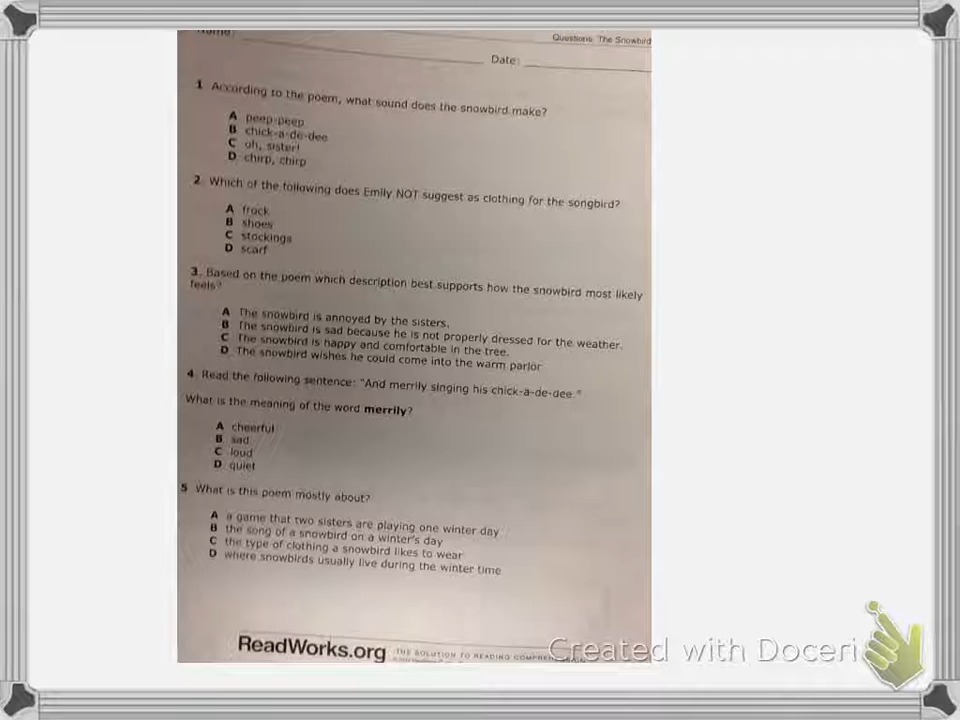 Name:
Questions: The Snowbird
Date:
1 According to the poem, what sound does the snowbird make?
A peep-peep
B chick-a-de-dee
C oh, sister!
D chirp, chirp
2 Which of the following does Emily NOT suggest as clothing for the songbird?
A frock
B shoes
C stockings
D scarf
3. Based on the poem which description best supports how the snowbird most likely
feels?
A The snowbird is annoyed by the sisters.
B The snowbird is sad because he is not properly dressed for the weather.
C The snowbird is happy and comfortable in the tree.
D The snowbird wishes he could come into the warm parlor
4. Read the following sentence: "And merrily singing his chick-a-de-dee."
What is the meaning of the word merrily?
A cheerful
B sad
C loud
D quiet
5 What is this poem mostly about?
A a game that two sisters are playing one winter day
B the song of a snowbird on a winter's day
C the type of clothing a snowbird likes to wear
D where snowbirds usually live during the winter time
ReadWorks.org
THE SOLUTION TO READING COMPREHENSION
Created with Doceri